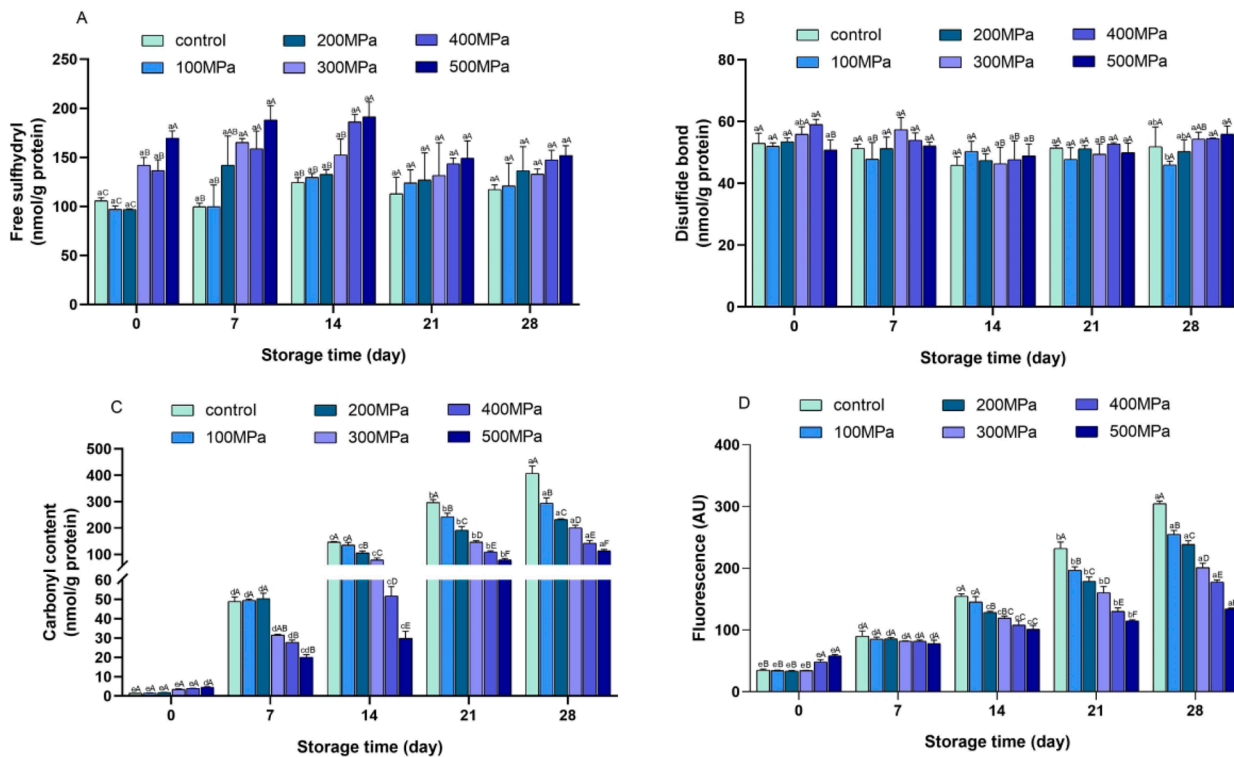 A
control
200MPa
400MPa
100MPa
300MPa
500MPa
Free sulfhydryl
(nmol/g protein)
250
200
150
100
50
0
aC aC aC aB aB aA
aB aB aAB aA aA aA
aB aB aB aB aA aA
aA aA aA aA aA aA
aA aA aA aA aA aA
0 7 14 21 28
Storage time (day)
B
control
200MPa
400MPa
100MPa
300MPa
500MPa
Disulfide bond
(nmol/g protein)
80
60
40
20
0
aA aA aA abA aA aB
aA aA aA aA aA aA
aA aA aA aB bB aB
aA aA aA aB aA aA
abA bA abA aAB aA aA
0 7 14 21 28
Storage time (day)
C
control
200MPa
400MPa
100MPa
300MPa
500MPa
Carbonyl content
(nmol/g protein)
500
400
300
200
100
60
50
40
30
20
10
0
eA eA eA eA eA dA
dA dA dA dAB dB cdB
cA cA cB cC cD cE
bA bB bC bD bE bF
aA aB aC aD aE aF
0 7 14 21 28
Storage time (day)
D
control
200MPa
400MPa
100MPa
300MPa
500MPa
Fluorescence (AU)
400
300
200
100
0
eB eB eB eB eA eA
dA dA dA dA dA dA
cA cA cB cBC cC cC
bA bB bC bD bE bF
aA aB aC aD aE
0 7 14 21 28
Storage time (day)